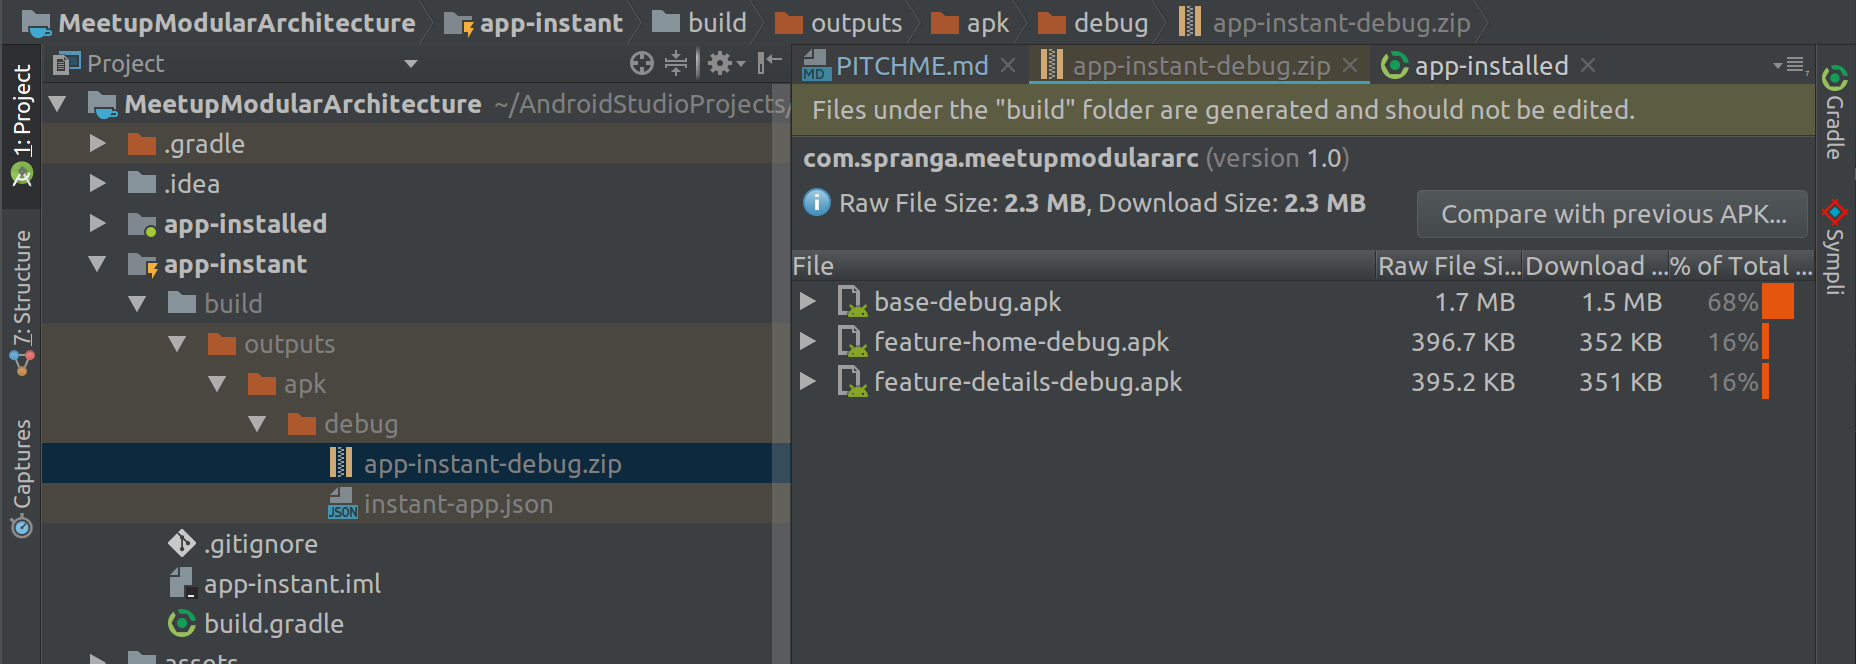 MeetupModularArchitecture app-instant build outputs apk debug app-instant-debug.zip
1: Project
7: Structure
Captures
Project
MeetupModularArchitecture ~/AndroidStudioProjects/
.gradle
.idea
app-installed
app-instant
build
outputs
apk
debug
app-instant-debug.zip
JSON instant-app.json
.gitignore
app-instant.iml
build.gradle
assets
MD PITCHME.md app-instant-debug.zip app-installed 7
Files under the "build" folder are generated and should not be edited.
com.spranga.meetupmodulararc (version 1.0)
Raw File Size: 2.3 MB, Download Size: 2.3 MB
Compare with previous APK...
File Raw File Si... Download ... % of Total ...
base-debug.apk 1.7 MB 1.5 MB 68%
feature-home-debug.apk 396.7 KB 352 KB 16%
feature-details-debug.apk 395.2 KB 351 KB 16%
Gradle
Sympli